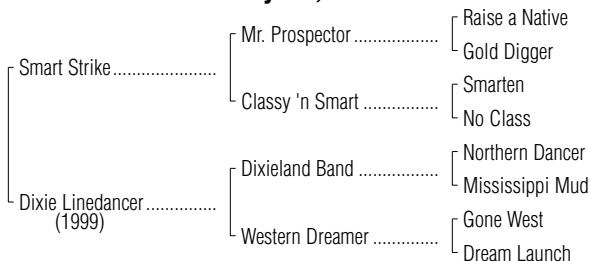 Raise a Native
Mr. Prospector ..................
Gold Digger
Smart Strike......................
Smarten
Classy 'n Smart ................
No Class
Northern Dancer
Dixieland Band .................
Mississippi Mud
Dixie Linedancer ...............
(1999)
Gone West
Western Dreamer ..............
Dream Launch